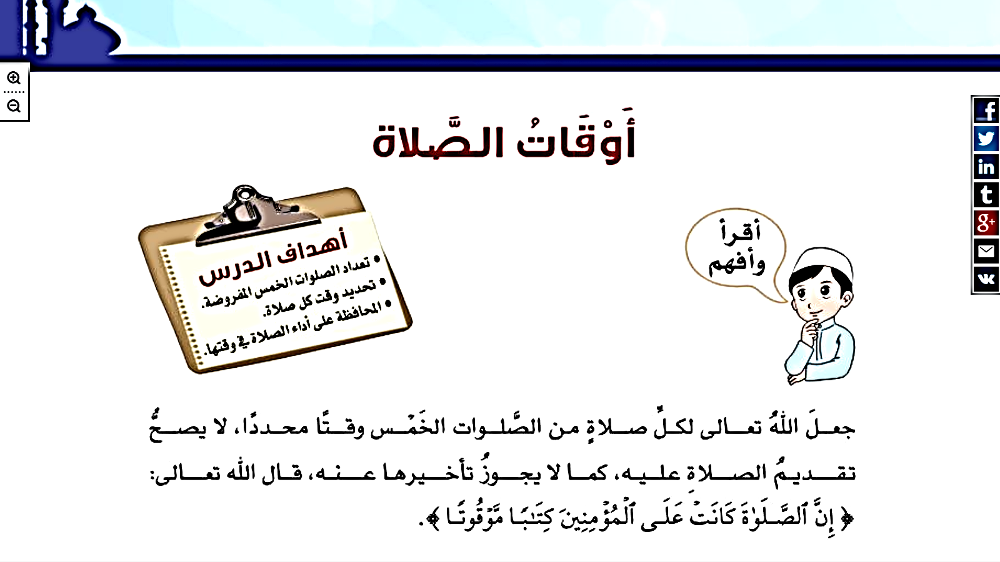 أَوْقَاتُ الصَّلاة
أقرأ
وأفهم
أهداف الدرس
• تعداد الصلوات الخمس المفروضة.
• تحديد وقت كل صلاة.
• المحافظة على أداء الصلاة في وقتها.
جعلَ اللهُ تعالى لكلِّ صلاةٍ من الصَّلوات الخَمْس وقتًا محددًا، لا يصحُّ
تقديمُ الصلاةِ عليه، كما لا يجوزُ تأخيرها عنه، قال الله تعالى:
﴿ إِنَّ ٱلصَّلَوٰةَ كَانَتۡ عَلَى ٱلۡمُؤۡمِنِينَ كِتَٰبٗا مَّوۡقُوتٗا ﴾.